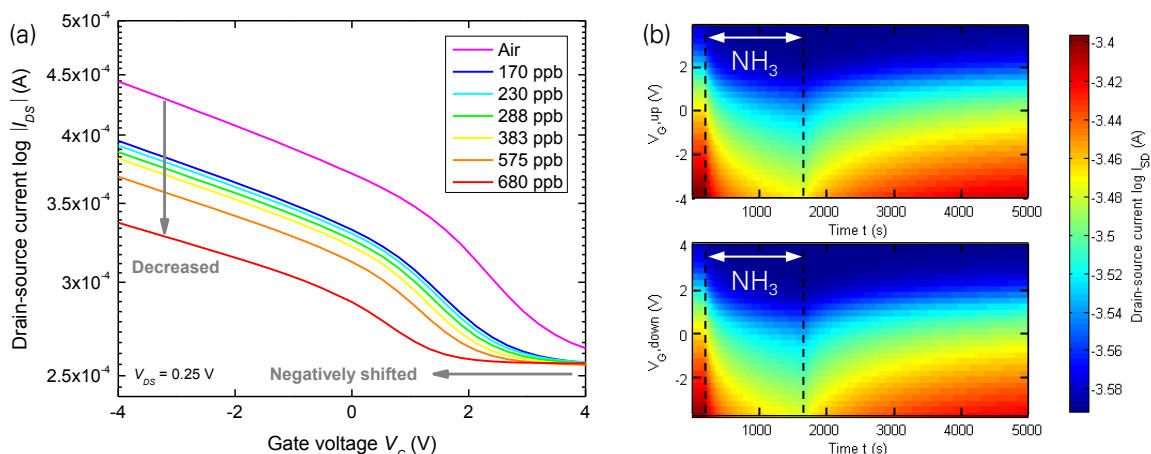 (a)
Drain-source current log |I_DS| (A)
5x10⁻⁴
4.5x10⁻⁴
4x10⁻⁴
3.5x10⁻⁴
3x10⁻⁴
2.5x10⁻⁴
Air
170 ppb
230 ppb
288 ppb
383 ppb
575 ppb
680 ppb
Decreased
V_DS = 0.25 V
Negatively shifted
-4 -2 0 2 4
Gate voltage V_G (V)
(b)
V_G,up (V)
2
0
-2
-4
NH₃
1000 2000 3000 4000 5000
Time t (s)
V_G,down (V)
4
2
0
-2
NH₃
0 1000 2000 3000 4000 5000
Time t (s)
-3.4
-3.42
-3.44
-3.46
-3.48
-3.5
-3.52
-3.54
-3.56
-3.58
Drain-source current log I_SD| (A)